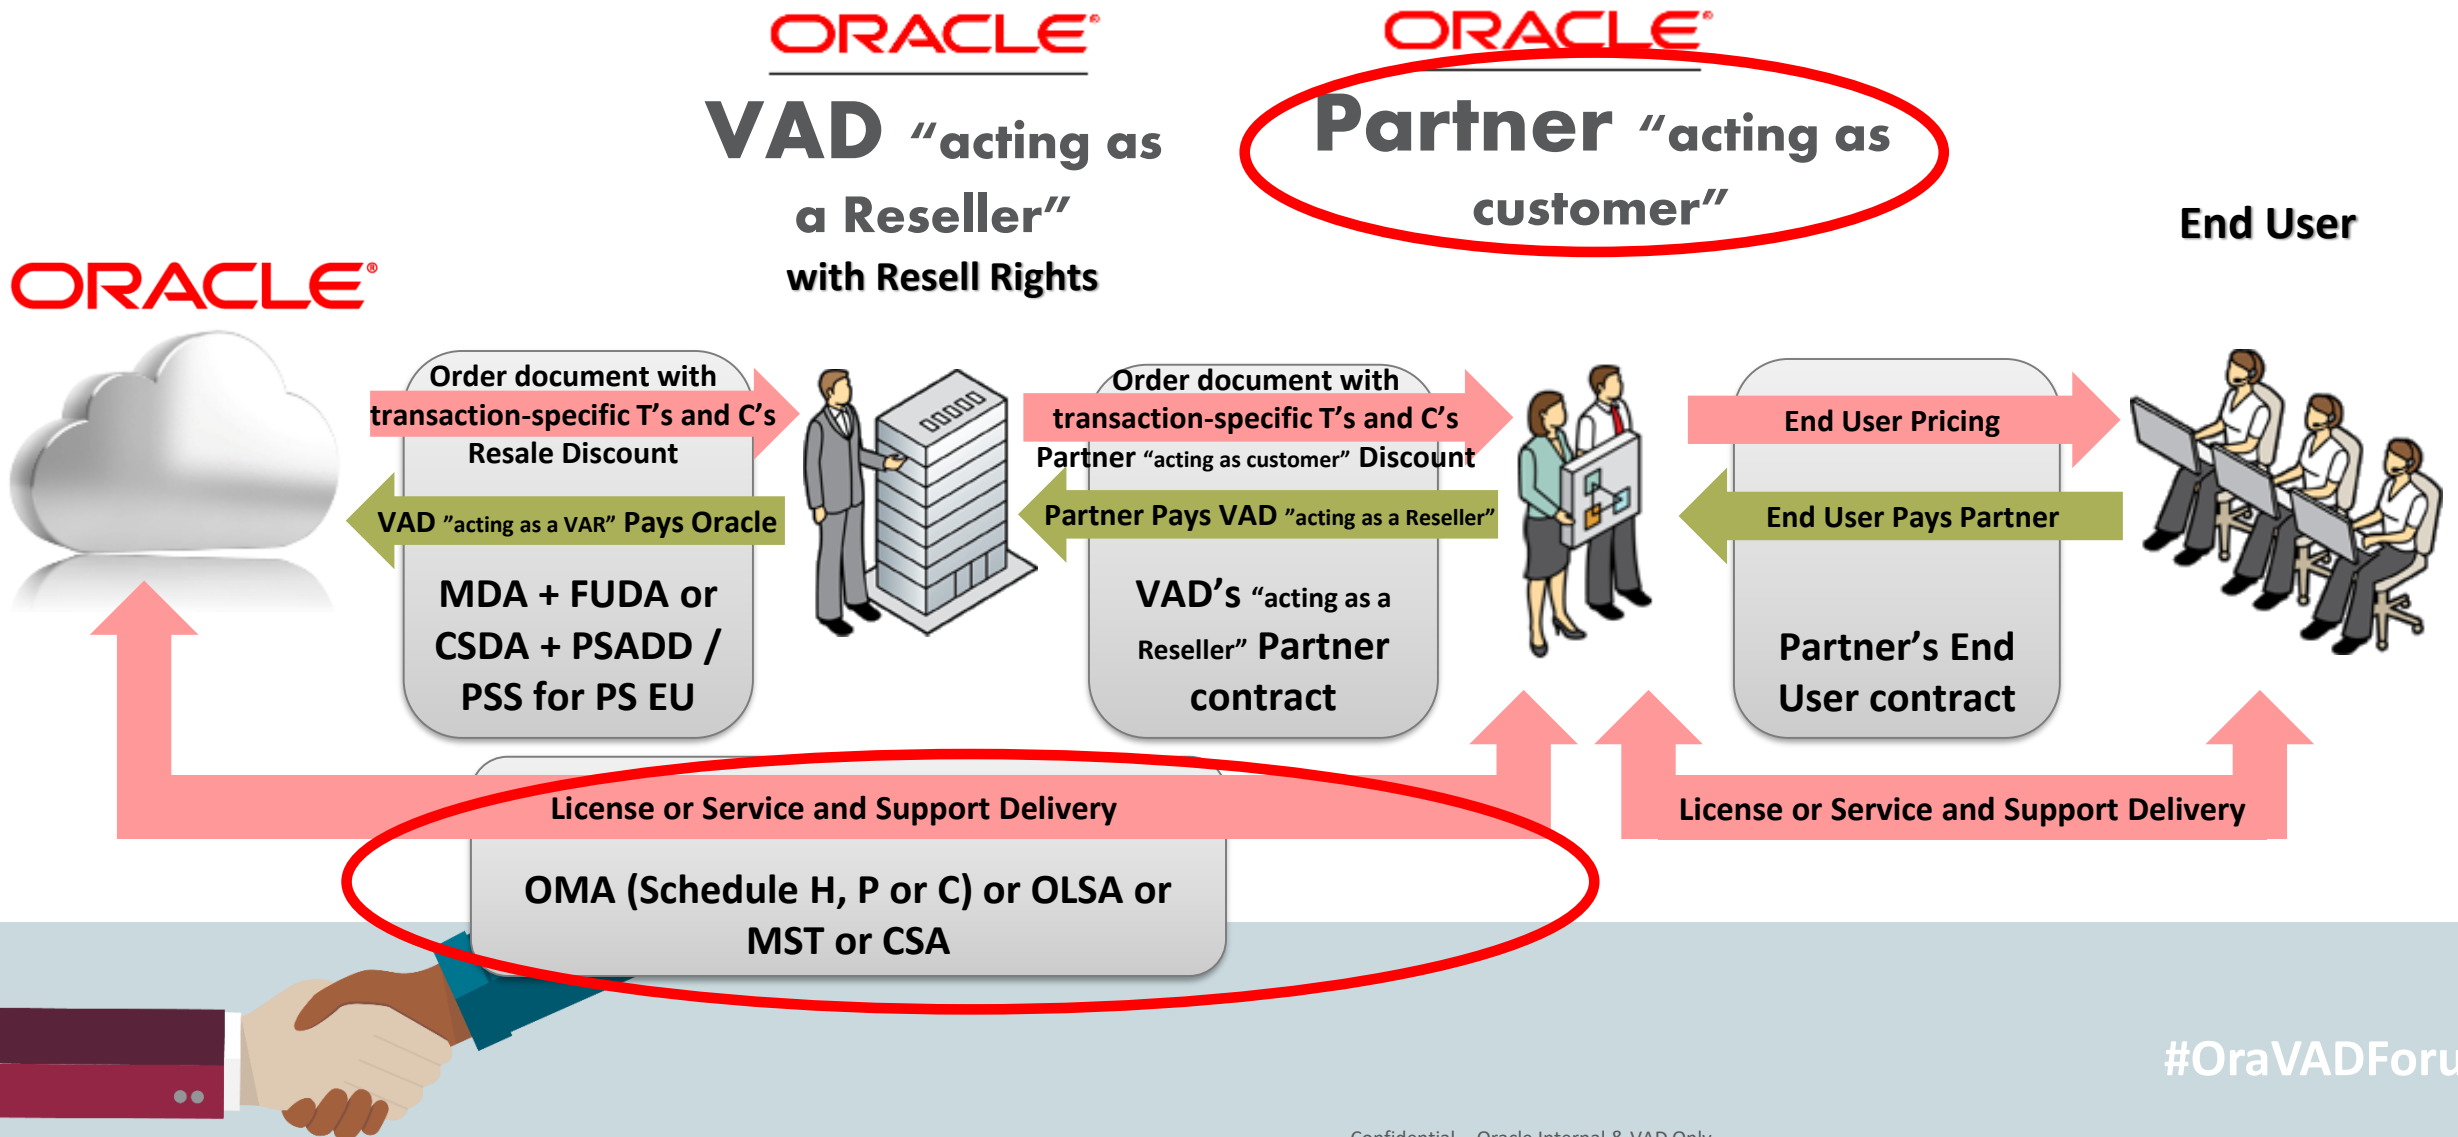 ORACLE®
VAD “acting as
a Reseller”
with Resell Rights
ORACLE®
Partner “acting as
customer”
End User
ORACLE®
Order document with
transaction-specific T’s and C’s
Resale Discount
VAD ”acting as a VAR” Pays Oracle
MDA + FUDA or
CSDA + PSADD /
PSS for PS EU
Order document with
transaction-specific T’s and C’s
Partner “acting as customer” Discount
Partner Pays VAD ”acting as a Reseller”
VAD’s “acting as a
Reseller” Partner
contract
End User Pricing
End User Pays Partner
Partner’s End
User contract
License or Service and Support Delivery
License or Service and Support Delivery
OMA (Schedule H, P or C) or OLSA or
MST or CSA
#OraVADForu
Confidential – Oracle Internal & VAD Only